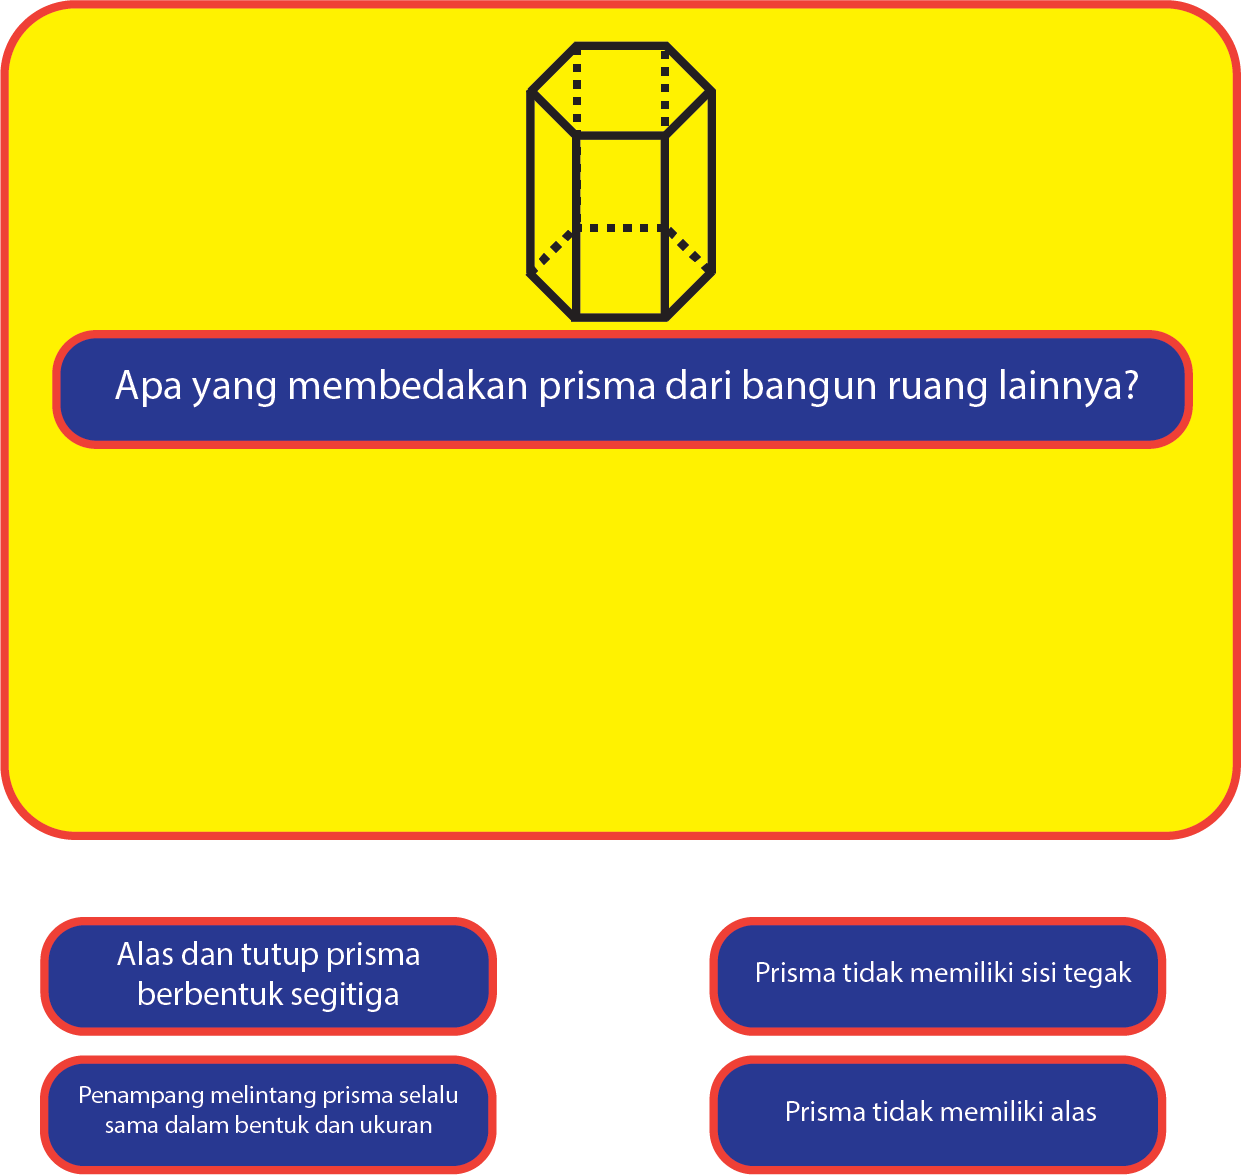 Apa yang membedakan prisma dari bangun ruang lainnya?
Alas dan tutup prisma
berbentuk segitiga
Prisma tidak memiliki sisi tegak
Penampang melintang prisma selalu
sama dalam bentuk dan ukuran
Prisma tidak memiliki alas